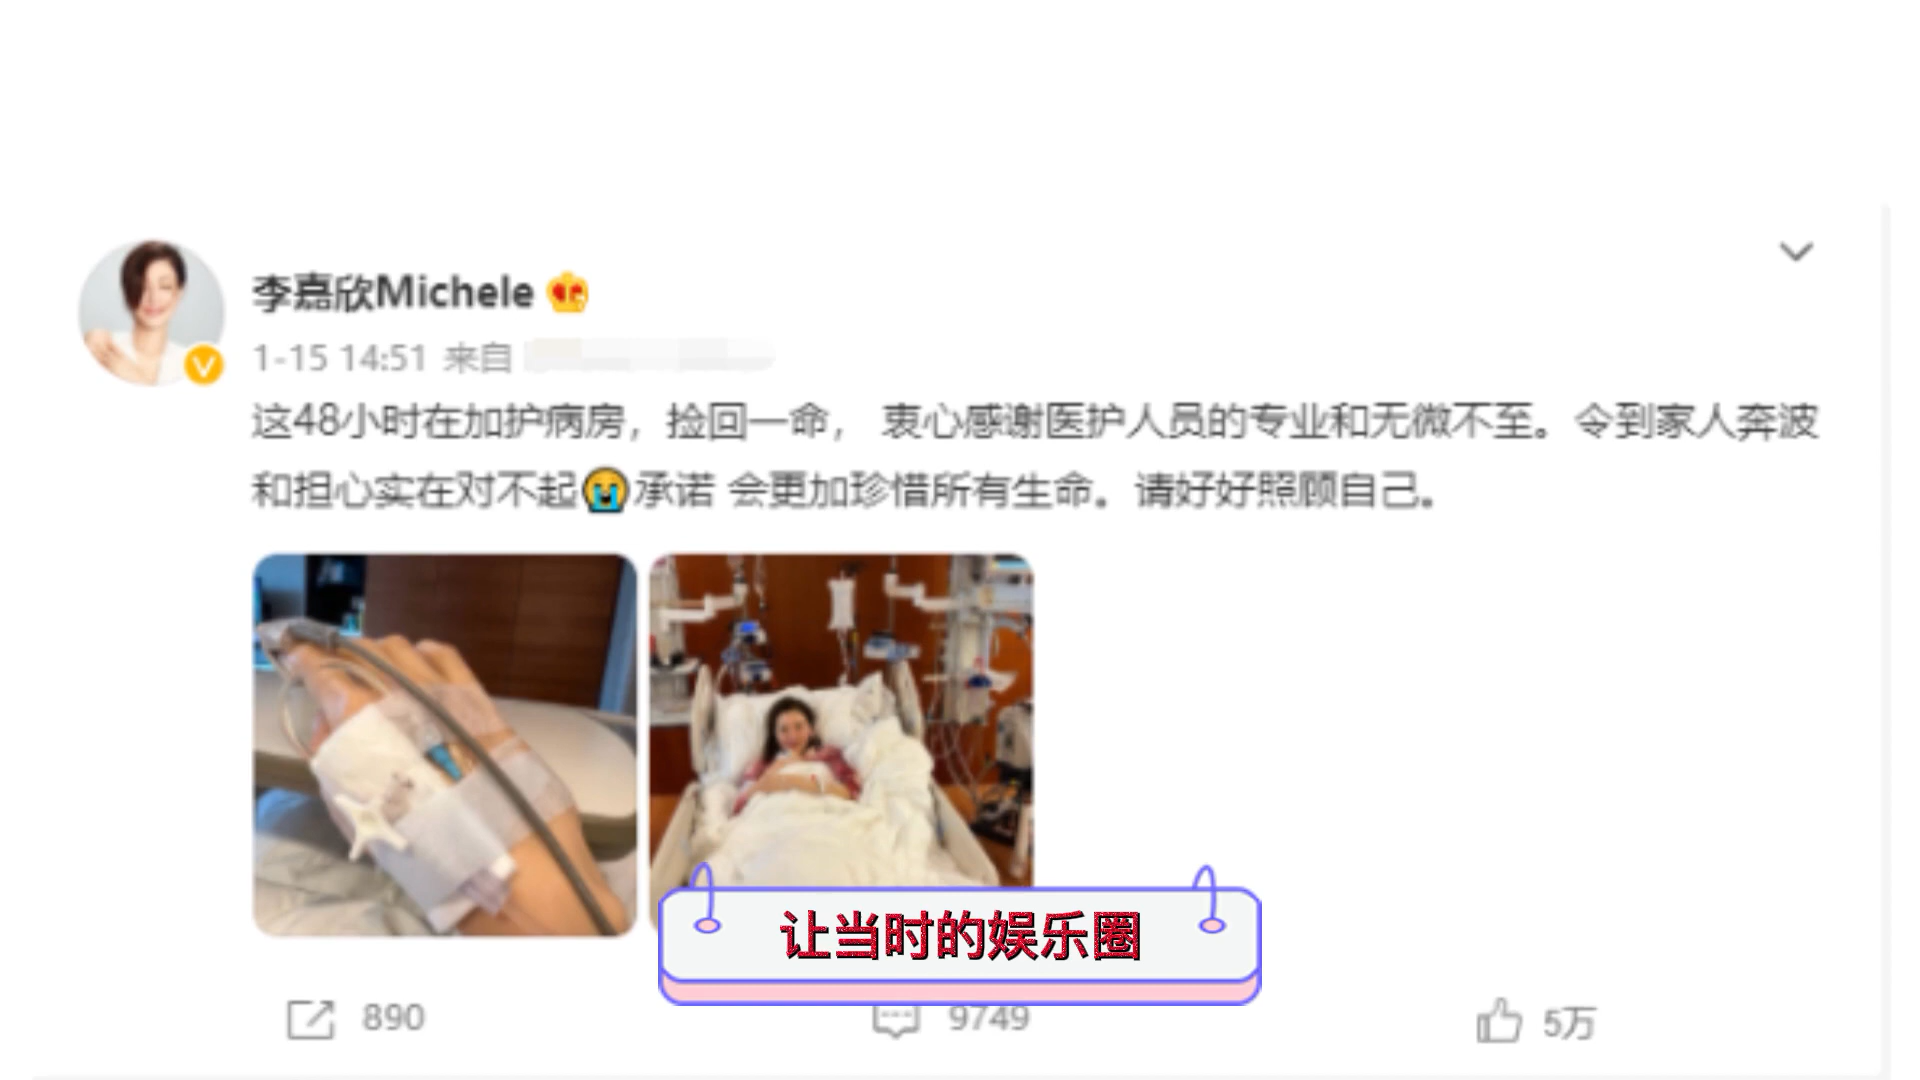 李嘉欣Michele
1-15 14:51 来自
这48小时在加护病房，捡回一命， 衷心感谢医护人员的专业和无微不至。令到家人奔波
和担心实在对不起😭承诺 会更加珍惜所有生命。请好好照顾自己。
让当时的娱乐圈
890
9749
5万